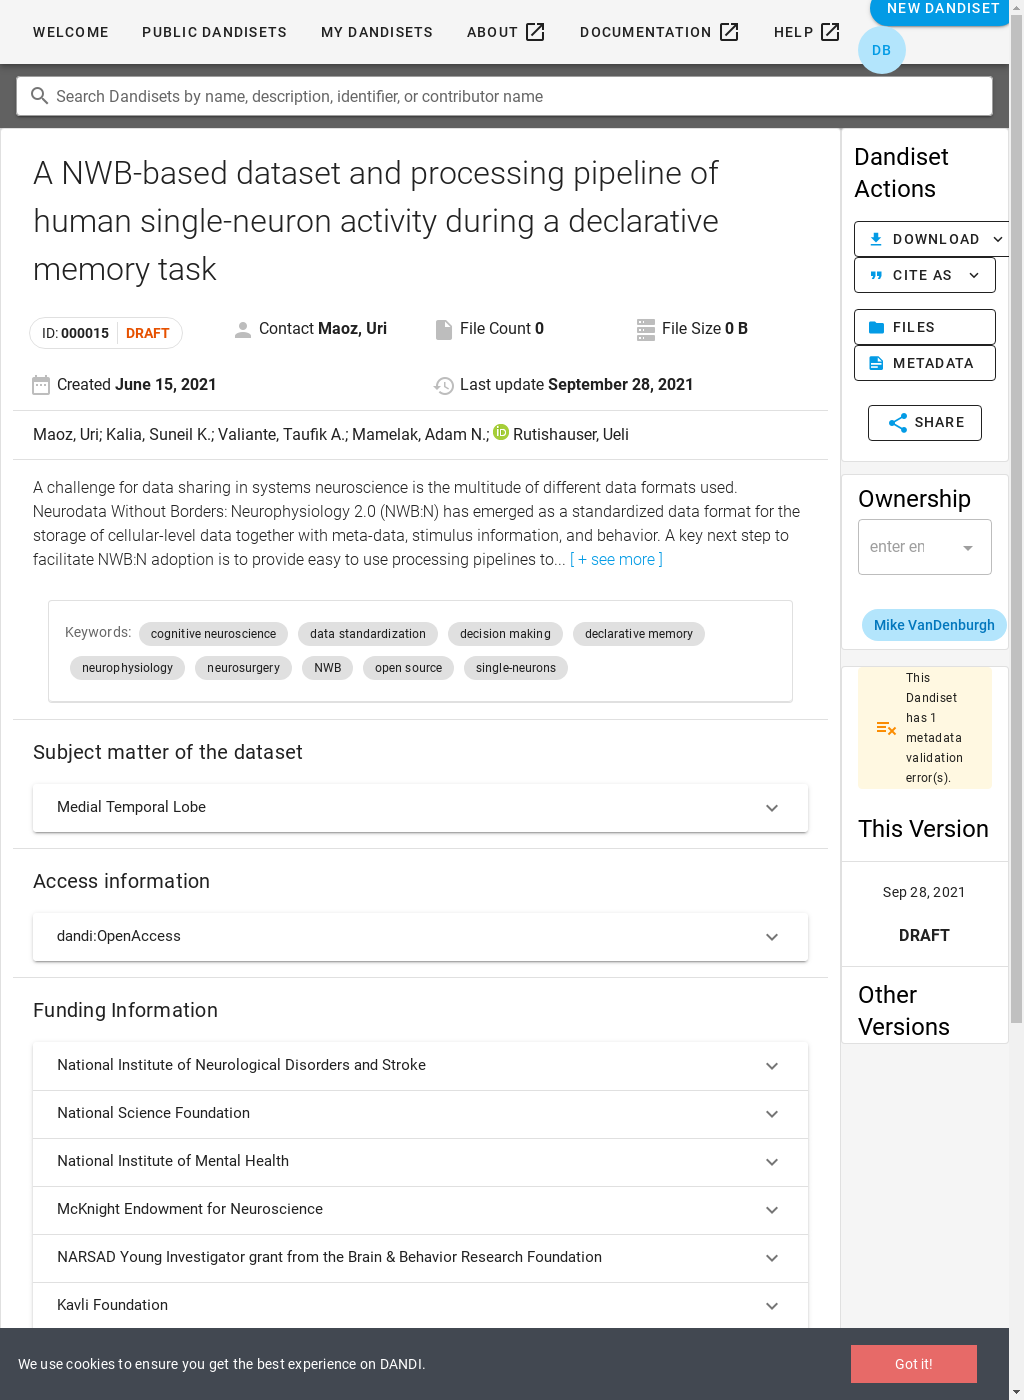 WELCOME PUBLIC DANDISETS MY DANDISETS ABOUT DOCUMENTATION HELP NEW DANDISET
DB
Search Dandisets by name, description, identifier, or contributor name
A NWB-based dataset and processing pipeline of
human single-neuron activity during a declarative
memory task
ID: 000015 DRAFT Contact Maoz, Uri File Count 0 File Size 0 B
Created June 15, 2021 Last update September 28, 2021
Maoz, Uri; Kalia, Suneil K.; Valiante, Taufik A.; Mamelak, Adam N.; iD Rutishauser, Ueli
A challenge for data sharing in systems neuroscience is the multitude of different data formats used.
Neurodata Without Borders: Neurophysiology 2.0 (NWB:N) has emerged as a standardized data format for the
storage of cellular-level data together with meta-data, stimulus information, and behavior. A key next step to
facilitate NWB:N adoption is to provide easy to use processing pipelines to... [ + see more ]
Keywords: cognitive neuroscience data standardization decision making declarative memory
neurophysiology neurosurgery NWB open source single-neurons
Subject matter of the dataset
Medial Temporal Lobe
Access information
dandi:OpenAccess
Funding Information
National Institute of Neurological Disorders and Stroke
National Science Foundation
National Institute of Mental Health
McKnight Endowment for Neuroscience
NARSAD Young Investigator grant from the Brain & Behavior Research Foundation
Kavli Foundation
Dandiset
Actions
DOWNLOAD
CITE AS
FILES
METADATA
SHARE
Ownership
enter en
Mike VanDenburgh
This
Dandiset
has 1
metadata
validation
error(s).
This Version
Sep 28, 2021
DRAFT
Other
Versions
We use cookies to ensure you get the best experience on DANDI. Got it!